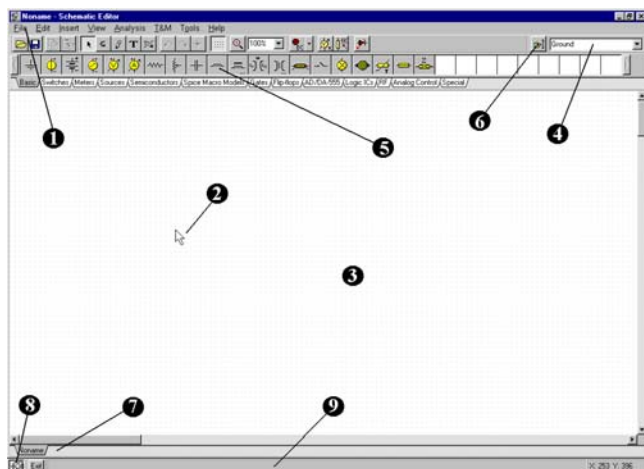 Noname - Schematic Editor
File Edit Insert View Analysis T&M Tools Help
100% Ground
Basic Switches Meters Sources Semiconductors Spice Macro Models Gates Flip-flops AD/DA/555 Logic ICs RF Analog Control Special
1
5
6
4
2
3
8
7
9
Noname
Exit X: 253 Y: 396